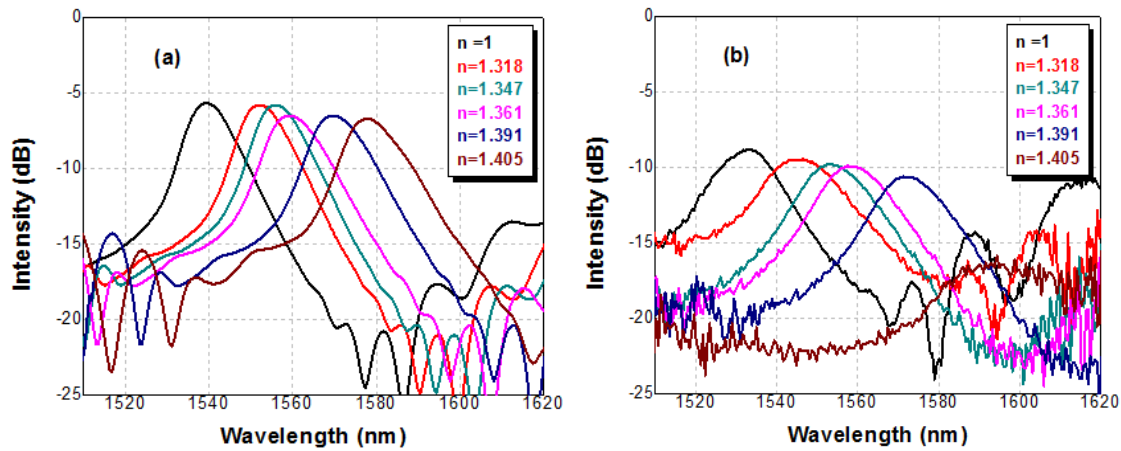 0
-5
-10
-15
-20
-25
Intensity (dB)
(a)
n =1
n=1.318
n=1.347
n=1.361
n=1.391
n=1.405
1520 1540 1560 1580 1600 1620
Wavelength (nm)
0
-5
-10
-15
-20
-25
Intensity (dB)
(b)
n =1
n=1.318
n=1.347
n=1.361
n=1.391
n=1.405
1520 1540 1560 1580 1600 1620
Wavelength (nm)